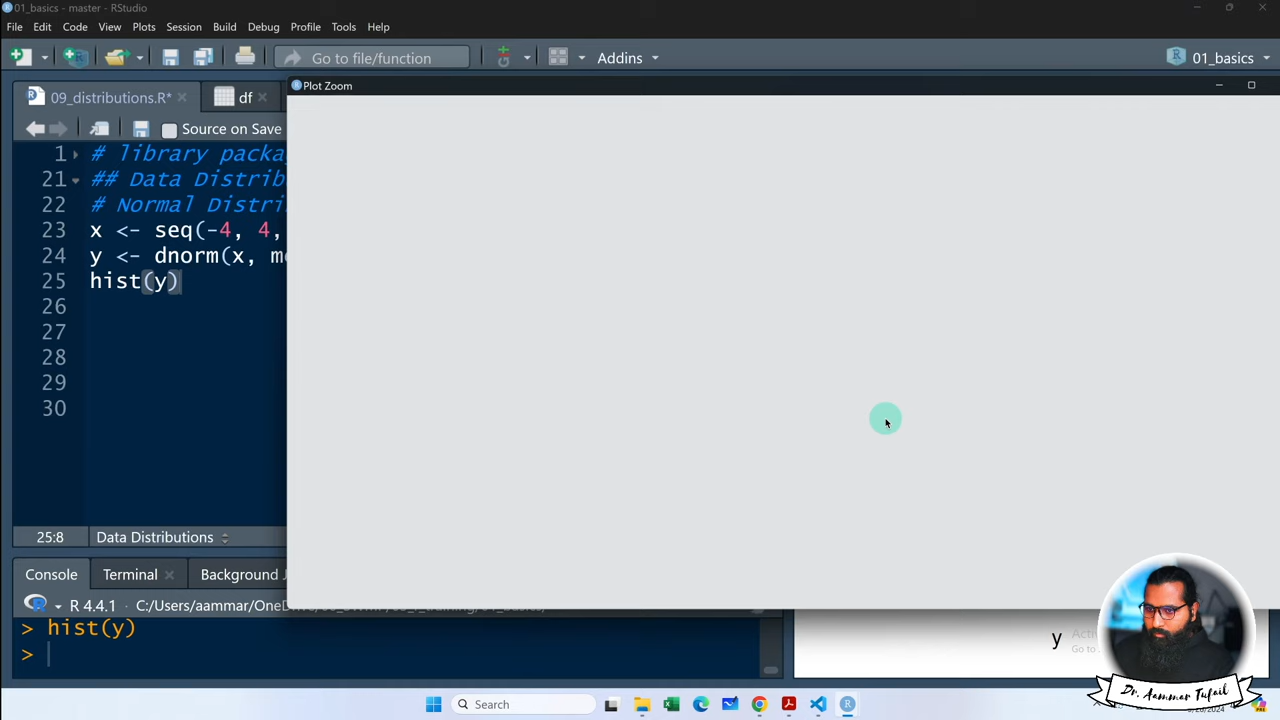 01_basics - master - RStudio
File Edit Code View Plots Session Build Debug Profile Tools Help
Go to file/function Addins 01_basics
Plot Zoom
09_distributions.R* df
Source on Save
1 # library packa
21 ## Data Distrib
22 # Normal Distri
23 x <- seq(-4, 4,
24 y <- dnorm(x, m
25 hist(y)
26
27
28
29
30
25:8 Data Distributions
Console Terminal Background J
R 4.4.1 · C:/Users/aammar/OneDrive/
> hist(y)
>
y
Go to
Dr. Aammar Tufail
Search